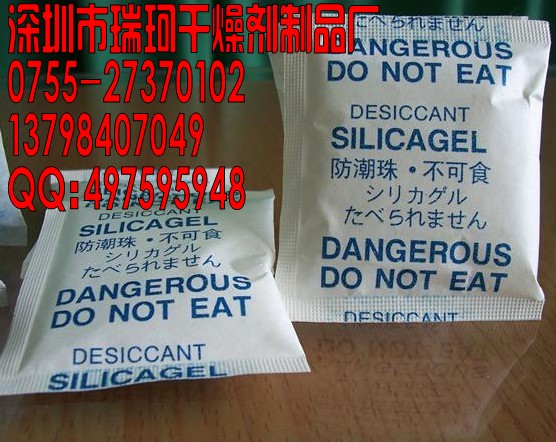 深圳市瑞珂干燥剂制品厂
0755-27370102
13798407049
QQ:497595948
たべられません
DANGEROUS
DO NOT EAT
DESICCANT
SILICAGEL
防潮珠・不可食
シリカゲル
たべられません
DANGEROUS
DO NOT EAT
DESICCANT
DESICCANT
SILICAGEL
防潮珠・不可食
シリカゲル
たべられません
DANGEROUS
DO NOT EAT
DESICCANT
SILICAGEL